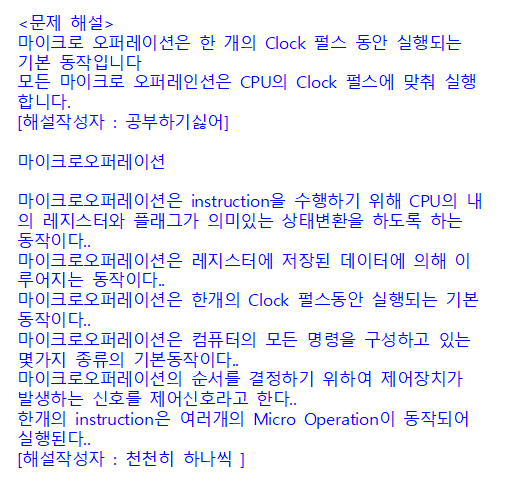 <문제 해설>
마이크로 오퍼레이션은 한 개의 Clock 펄스 동안 실행되는
기본 동작입니다
모든 마이크로 오퍼레인션은 CPU의 Clock 펄스에 맞춰 실행
합니다.
[해설작성자 : 공부하기싫어]

마이크로오퍼레이션

마이크로오퍼레이션은 instruction을 수행하기 위해 CPU의 내
의 레지스터와 플래그가 의미있는 상태변환을 하도록 하는
동작이다..
마이크로오퍼레이션은 레지스터에 저장된 데이터에 의해 이
루어지는 동작이다..
마이크로오퍼레이션은 한개의 Clock 펄스동안 실행되는 기본
동작이다..
마이크로오퍼레이션은 컴퓨터의 모든 명령을 구성하고 있는
몇가지 종류의 기본동작이다..
마이크로오퍼레이션의 순서를 결정하기 위하여 제어장치가
발생하는 신호를 제어신호라고 한다..
한개의 instruction은 여러개의 Micro Operation이 동작되어
실행된다..
[해설작성자 : 천천히 하나씩 ]